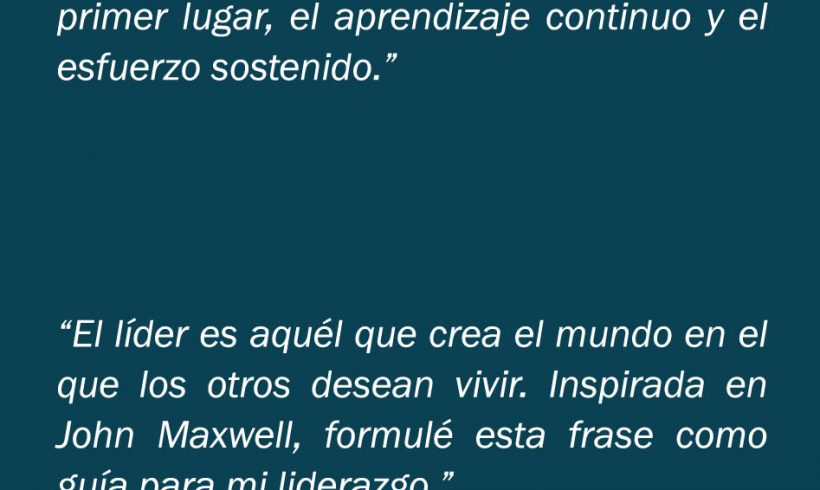 primer lugar, el aprendizaje continuo y el
esfuerzo sostenido.”
“El líder es aquél que crea el mundo en el
que los otros desean vivir. Inspirada en
John Maxwell, formulé esta frase como
guía para mi liderazgo.”